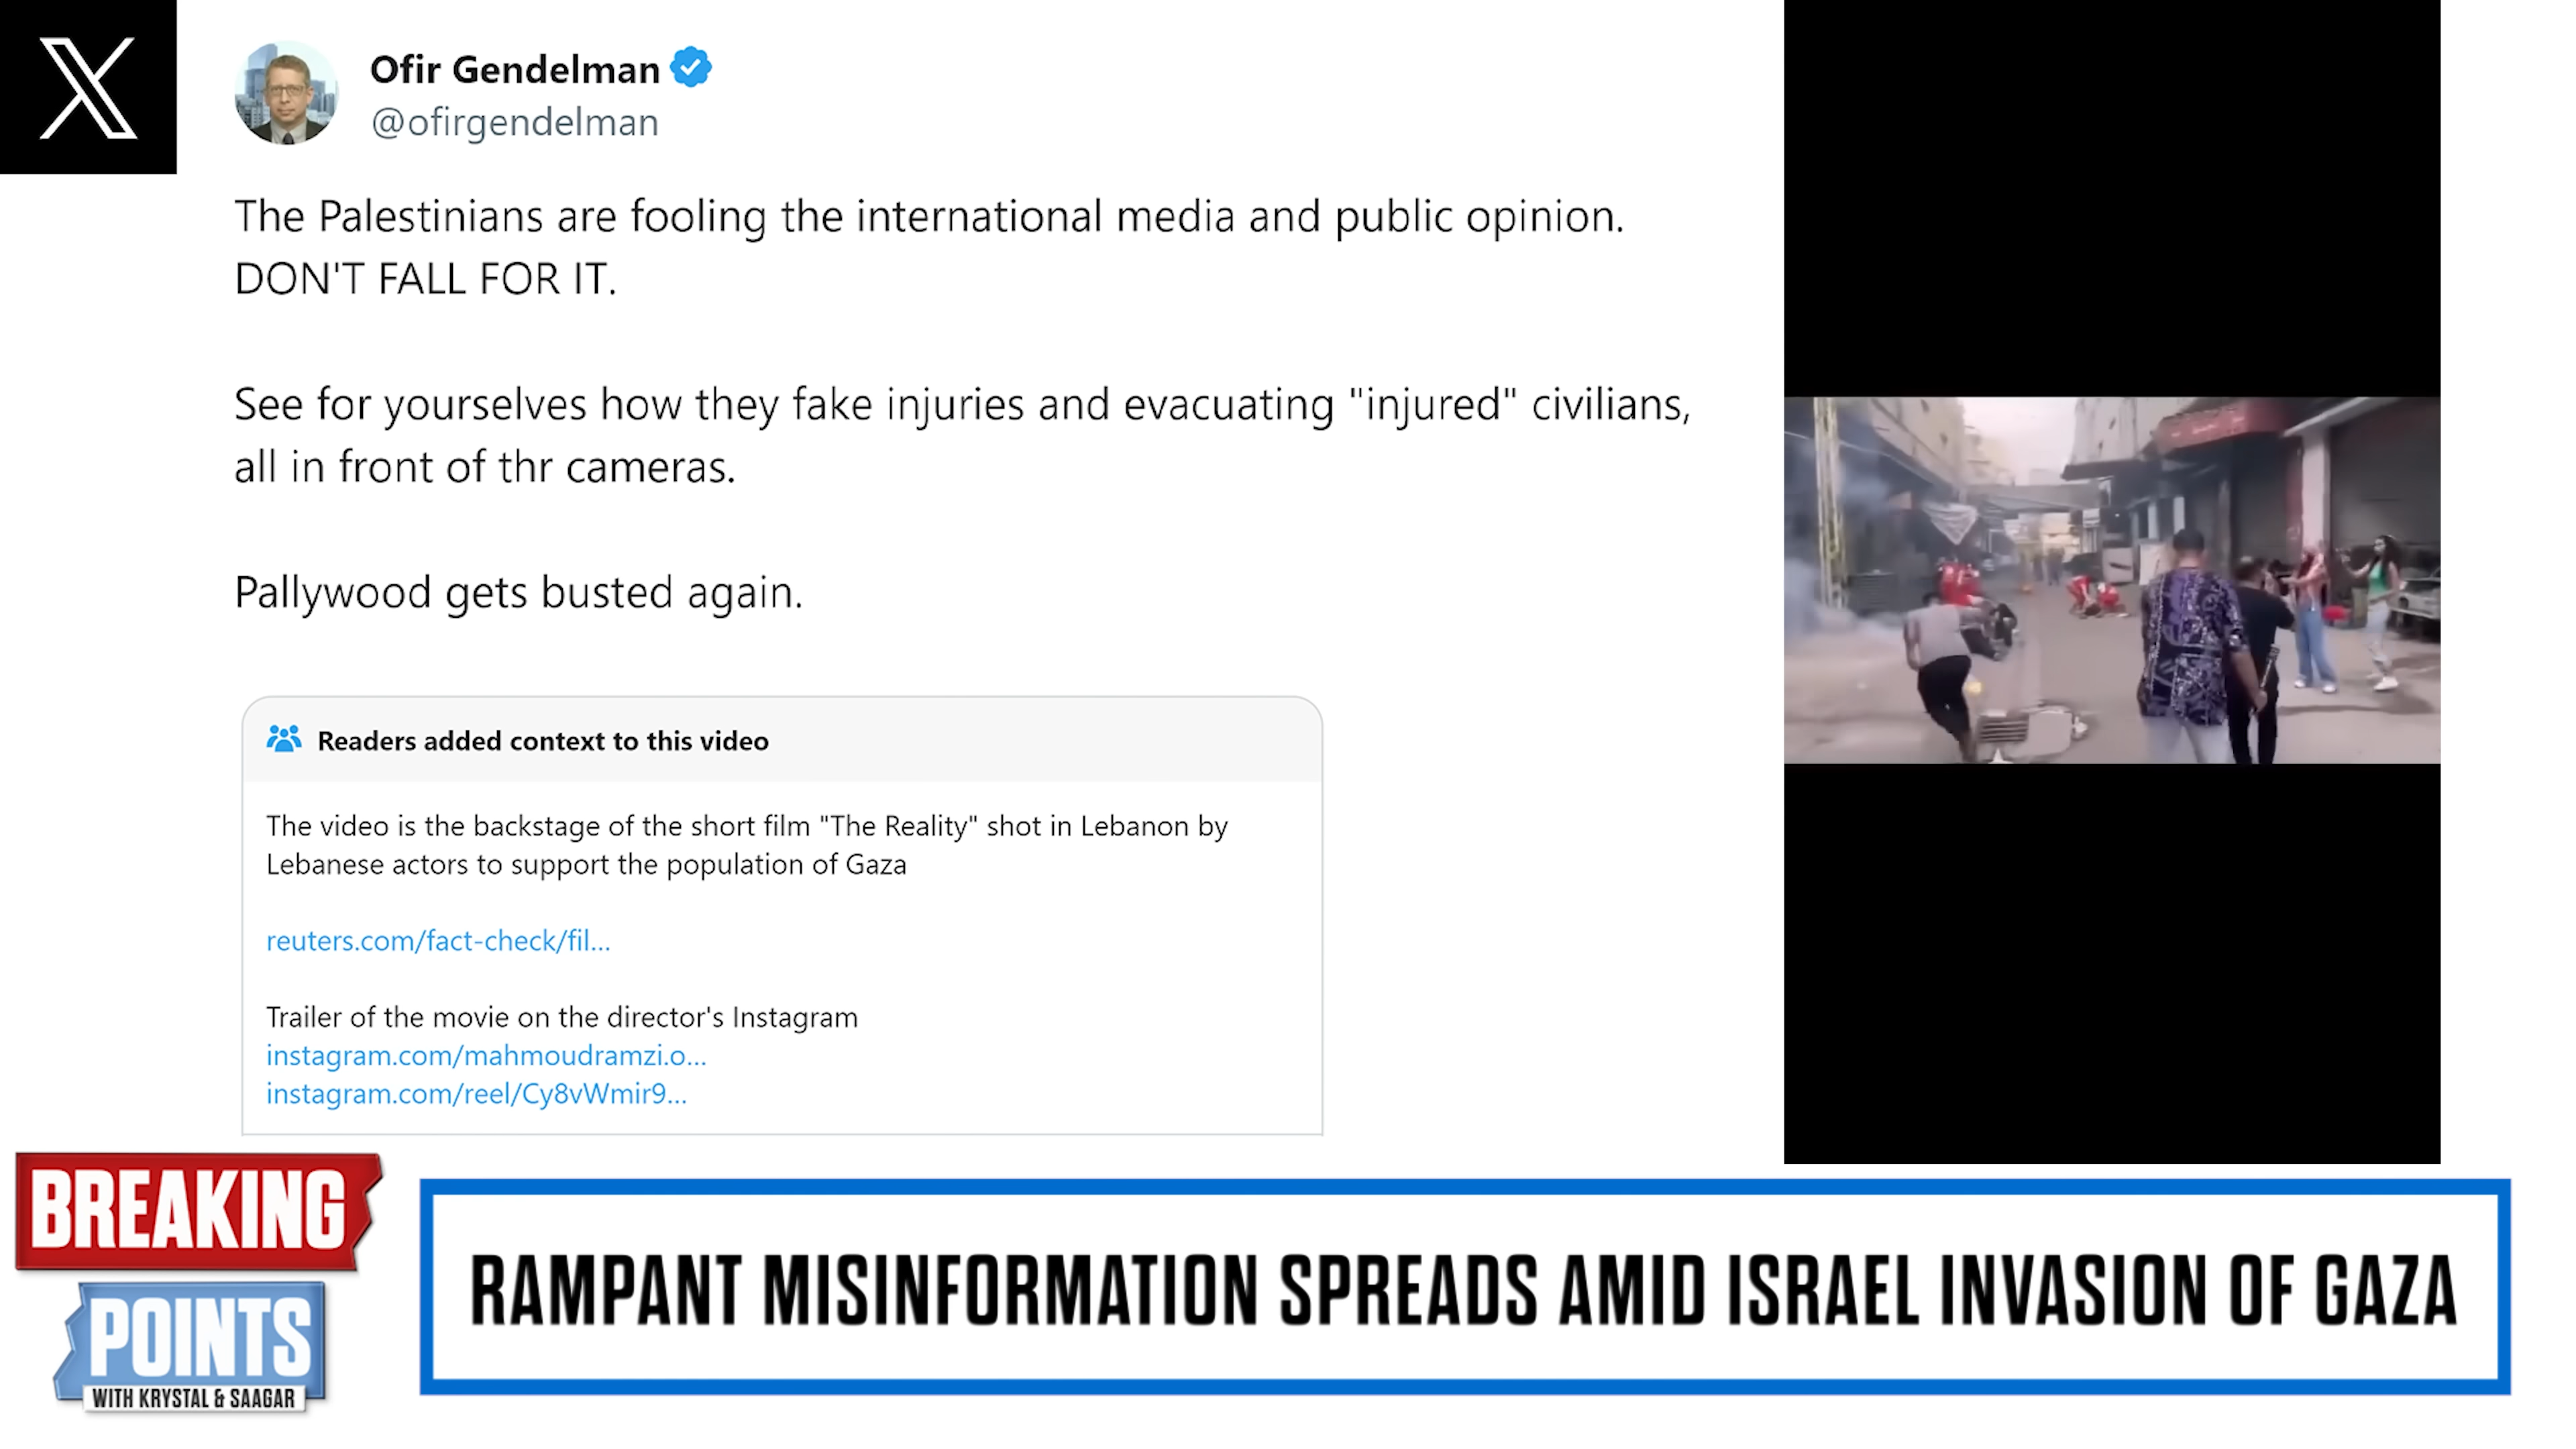 X
Ofir Gendelman
@ofirgendelman
The Palestinians are fooling the international media and public opinion.
DON'T FALL FOR IT.
See for yourselves how they fake injuries and evacuating "injured" civilians,
all in front of thr cameras.
Pallywood gets busted again.
Readers added context to this video
The video is the backstage of the short film "The Reality" shot in Lebanon by
Lebanese actors to support the population of Gaza
reuters.com/fact-check/fil...
Trailer of the movie on the director's Instagram
instagram.com/mahmoudramzi.o...
instagram.com/reel/Cy8vWmir9...
BREAKING
POINTS
WITH KRYSTAL & SAAGAR
RAMPANT MISINFORMATION SPREADS AMID ISRAEL INVASION OF GAZA